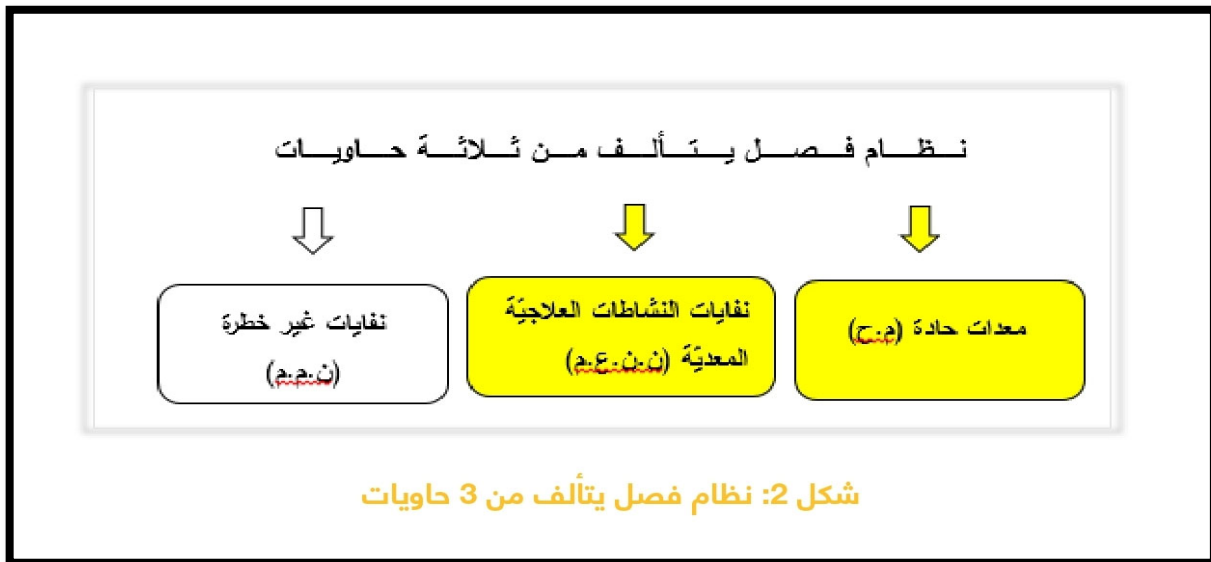 نظام فصل يتألف من ثلاثة حاويات
معدات حادة (م.ح)
نفايات النشاطات العلاجيّة
المعديّة (ن.ن.ع.م)
نفايات غير خطرة
(ن.م.م)
شكل 2: نظام فصل يتألف من 3 حاويات